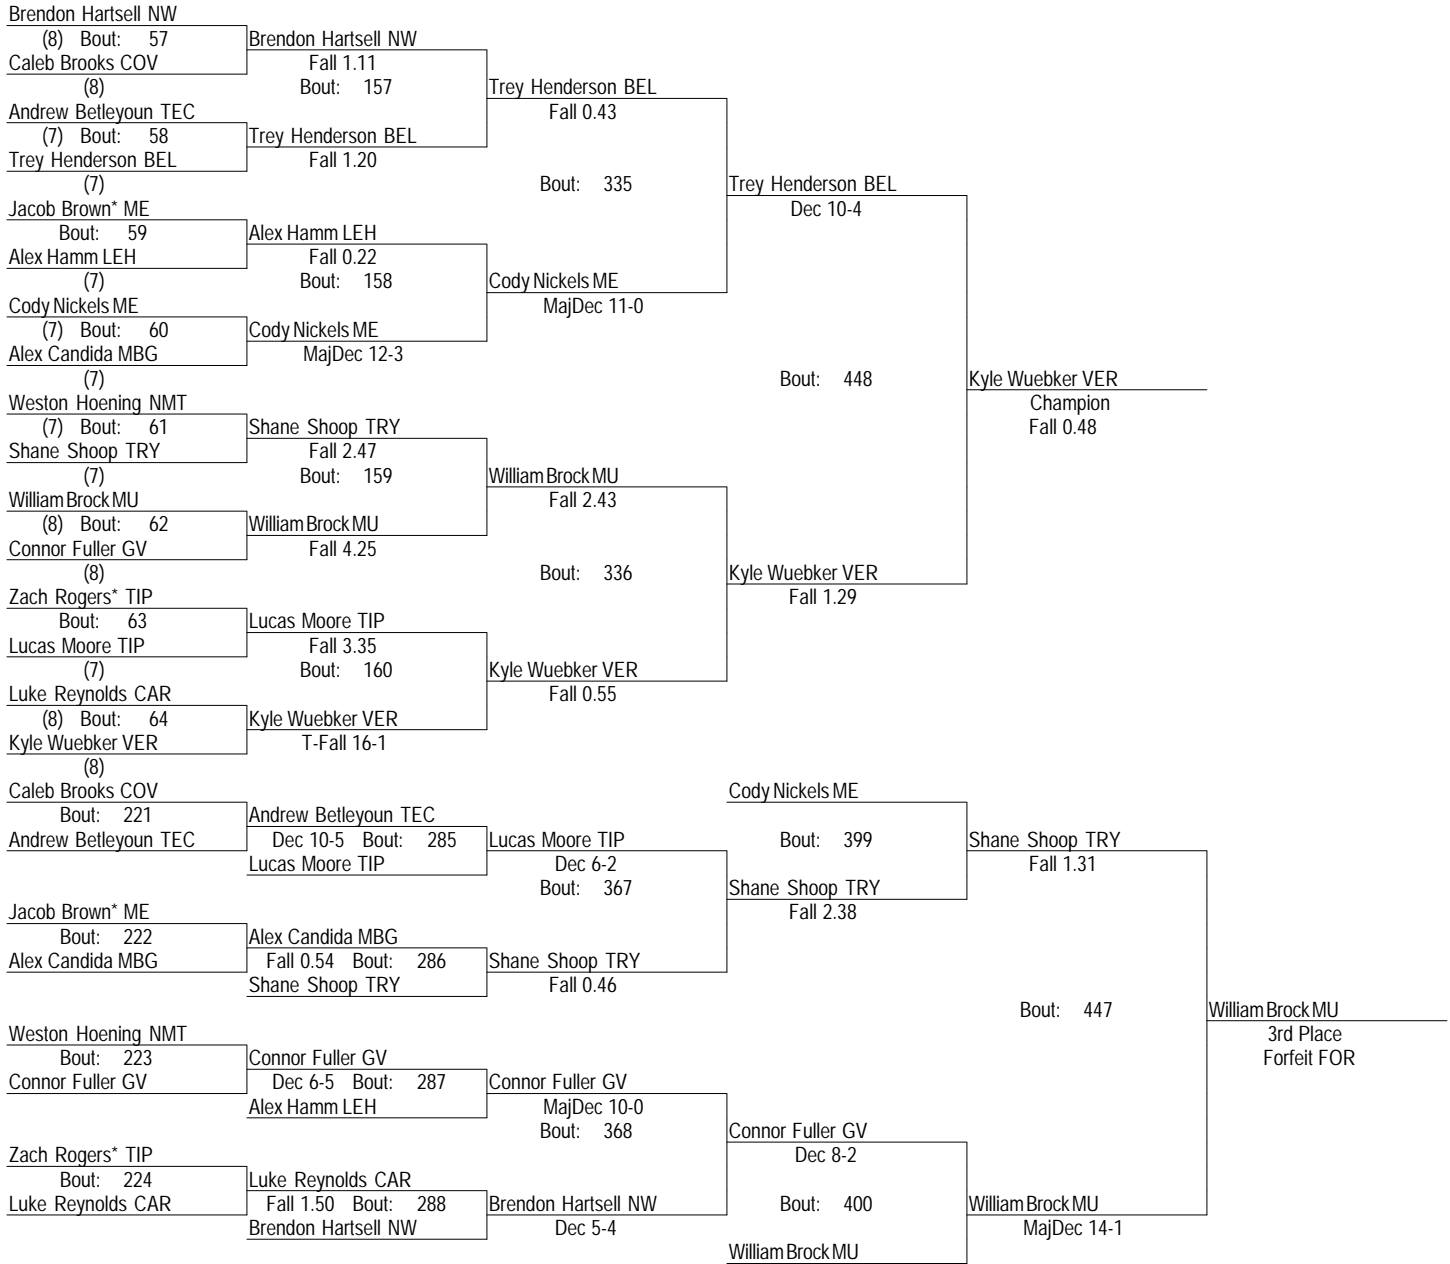 Brendon Hartsell NW
(8) Bout: 57 Brendon Hartsell NW
Caleb Brooks COV Fall 1.11
(8) Bout: 157 Trey Henderson BEL
Andrew Betleyoun TEC Fall 0.43
(7) Bout: 58 Trey Henderson BEL
Trey Henderson BEL Fall 1.20
(7) Bout: 335 Trey Henderson BEL
Jacob Brown* ME Dec 10-4
Bout: 59 Alex Hamm LEH
Alex Hamm LEH Fall 0.22
(7) Bout: 158 Cody Nickels ME
Cody Nickels ME MajDec 11-0
(7) Bout: 60 Cody Nickels ME
Alex Candida MBG MajDec 12-3
(7) Bout: 448 Kyle Wuebker VER
Weston Hoening NMT Champion
(7) Bout: 61 Shane Shoop TRY Fall 0.48
Shane Shoop TRY Fall 2.47
(7) Bout: 159 William Brock MU
William Brock MU Fall 2.43
(8) Bout: 62 William Brock MU
Connor Fuller GV Fall 4.25
(8) Bout: 336 Kyle Wuebker VER
Zach Rogers* TIP Fall 1.29
Bout: 63 Lucas Moore TIP
Lucas Moore TIP Fall 3.35
(7) Bout: 160 Kyle Wuebker VER
Luke Reynolds CAR Fall 0.55
(8) Bout: 64 Kyle Wuebker VER
Kyle Wuebker VER T-Fall 16-1
(8)
Caleb Brooks COV Cody Nickels ME
Bout: 221 Andrew Betleyoun TEC
Andrew Betleyoun TEC Dec 10-5 Bout: 285 Lucas Moore TIP Bout: 399 Shane Shoop TRY
Lucas Moore TIP Dec 6-2 Fall 1.31
Bout: 367 Shane Shoop TRY
Jacob Brown* ME Fall 2.38
Bout: 222 Alex Candida MBG
Alex Candida MBG Fall 0.54 Bout: 286 Shane Shoop TRY
Shane Shoop TRY Fall 0.46
Bout: 447 William Brock MU
Weston Hoening NMT 3rd Place
Bout: 223 Connor Fuller GV Forfeit FOR
Connor Fuller GV Dec 6-5 Bout: 287 Connor Fuller GV
Alex Hamm LEH MajDec 10-0
Bout: 368 Connor Fuller GV
Zach Rogers* TIP Dec 8-2
Bout: 224 Luke Reynolds CAR
Luke Reynolds CAR Fall 1.50 Bout: 288 Brendon Hartsell NW Bout: 400 William Brock MU
Brendon Hartsell NW Dec 5-4 MajDec 14-1
William Brock MU